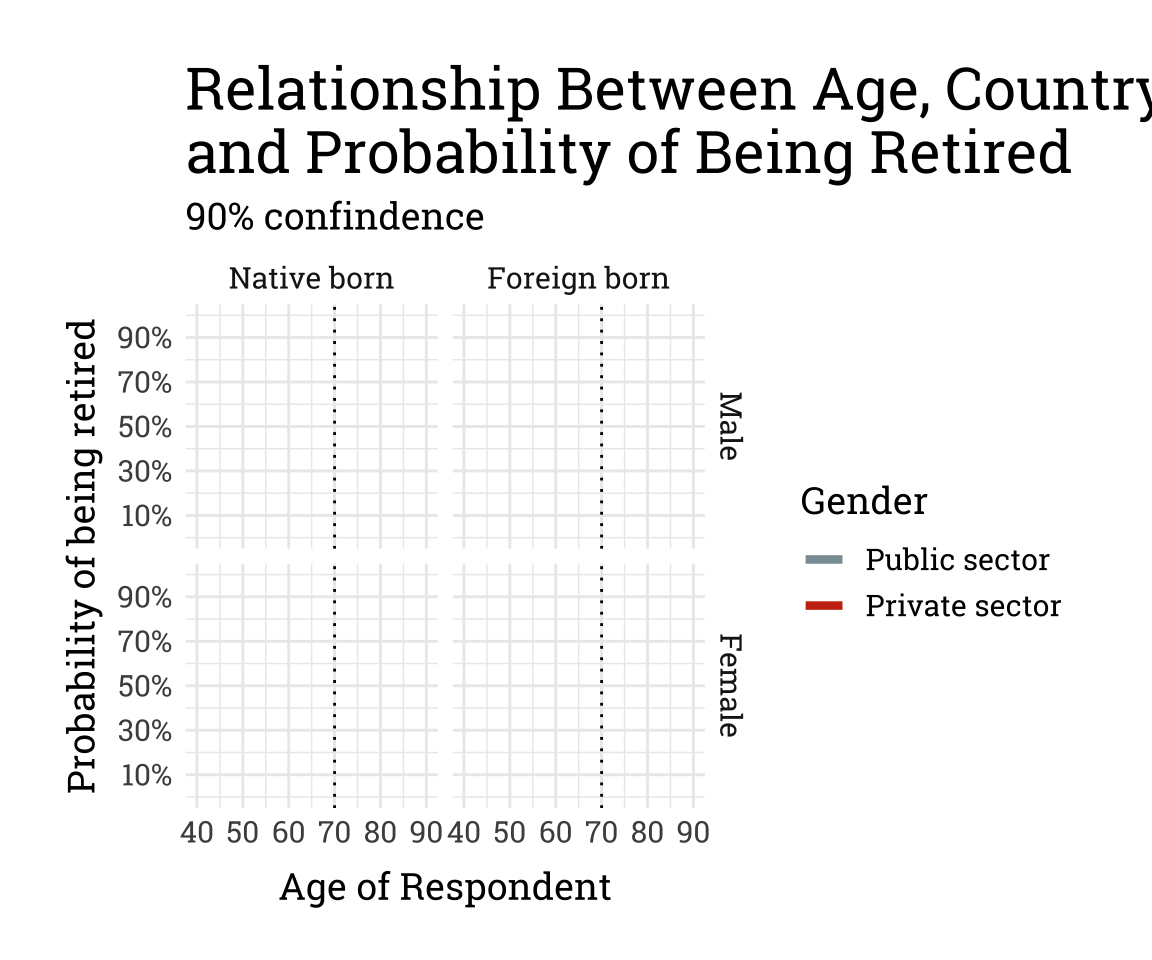 Relationship Between Age, Country
and Probability of Being Retired
90% confindence
Native born
Foreign born
Probability of being retired
90%
70%
50%
30%
10%
Male
90%
70%
50%
30%
10%
Female
40 50 60 70 80 90
40 50 60 70 80 90
Age of Respondent
Gender
Public sector
Private sector